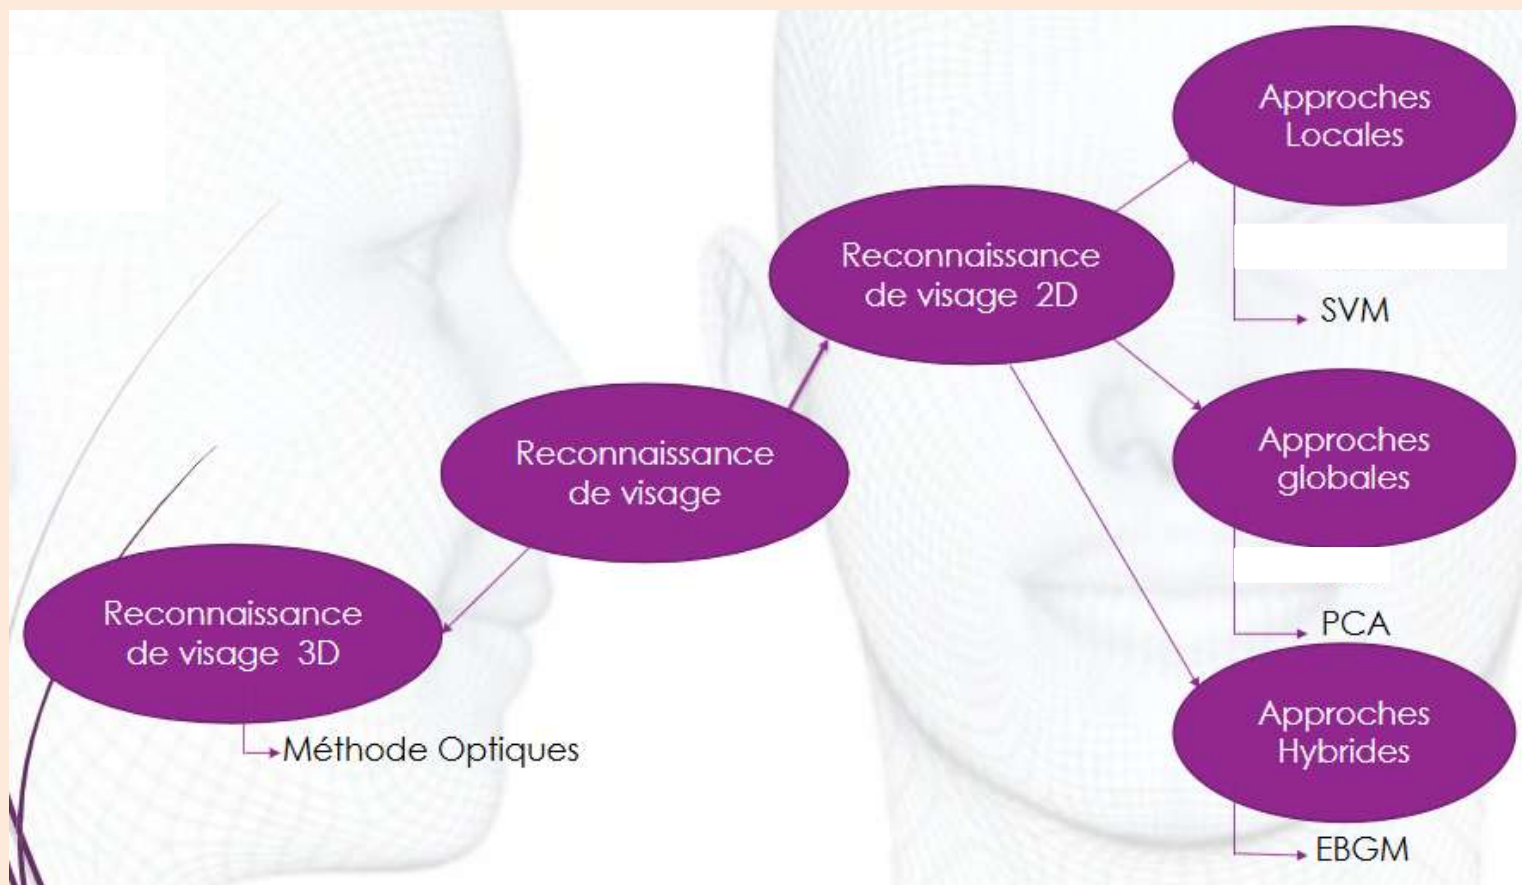 Approches
Locales
Reconnaissance
de visage 2D
SVM
Approches
globales
Reconnaissance
de visage
PCA
Reconnaissance
de visage 3D
Approches
Hybrides
Méthode Optiques
EBGM